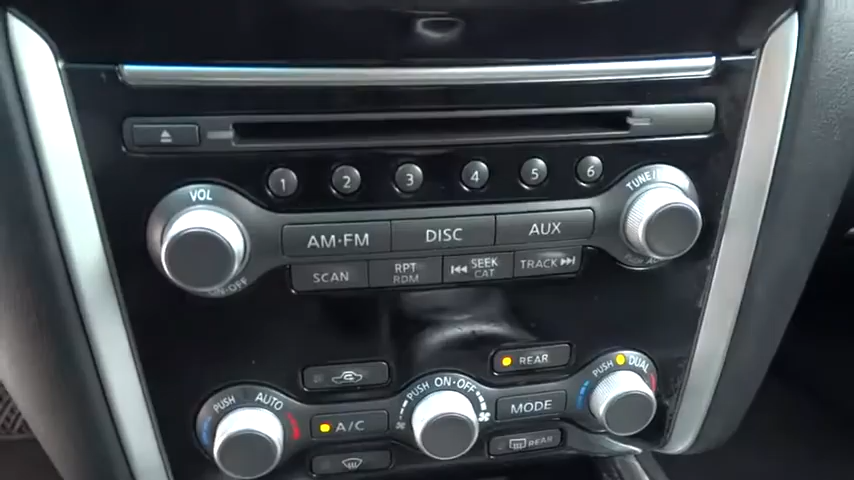 1 2 3 4 5 6
VOL
TUNE
AM·FM DISC AUX
SCAN RPT RDM SEEK CAT TRACK
ON·OFF
PUSH AUTO
PUSH ON·OFF
REAR
PUSH DUAL
A/C
MODE
REAR